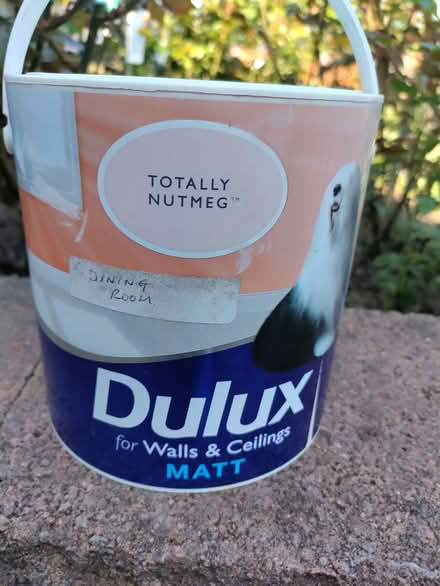 TOTALLY
NUTMEG™
DINING
ROOM
Dulux
for Walls & Ceilings
MATT